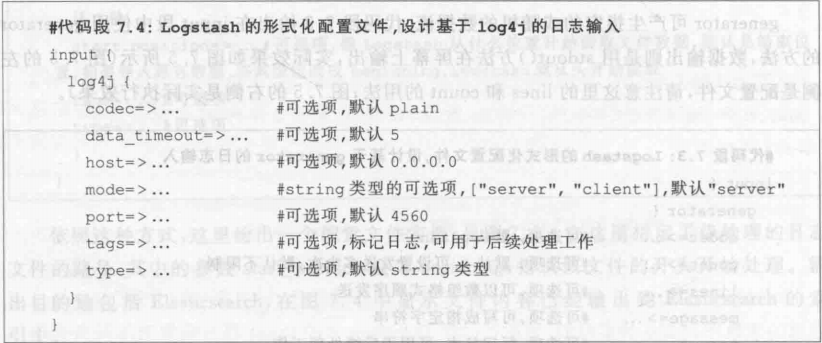 #代码段 7.4: Logstash 的形式化配置文件,设计基于 log4j 的日志输入
input {
log4j {
codec=>... #可选项,默认 plain
data_timeout=>... #可选项,默认 5
host=>... #可选项,默认 0.0.0.0
mode=>... #string 类型的可选项,["server", "client"],默认"server"
port=>... #可选项,默认 4560
tags=>... #可选项,标记日志,可用于后续处理工作
type=>... #可选项,默认 string 类型
}
}